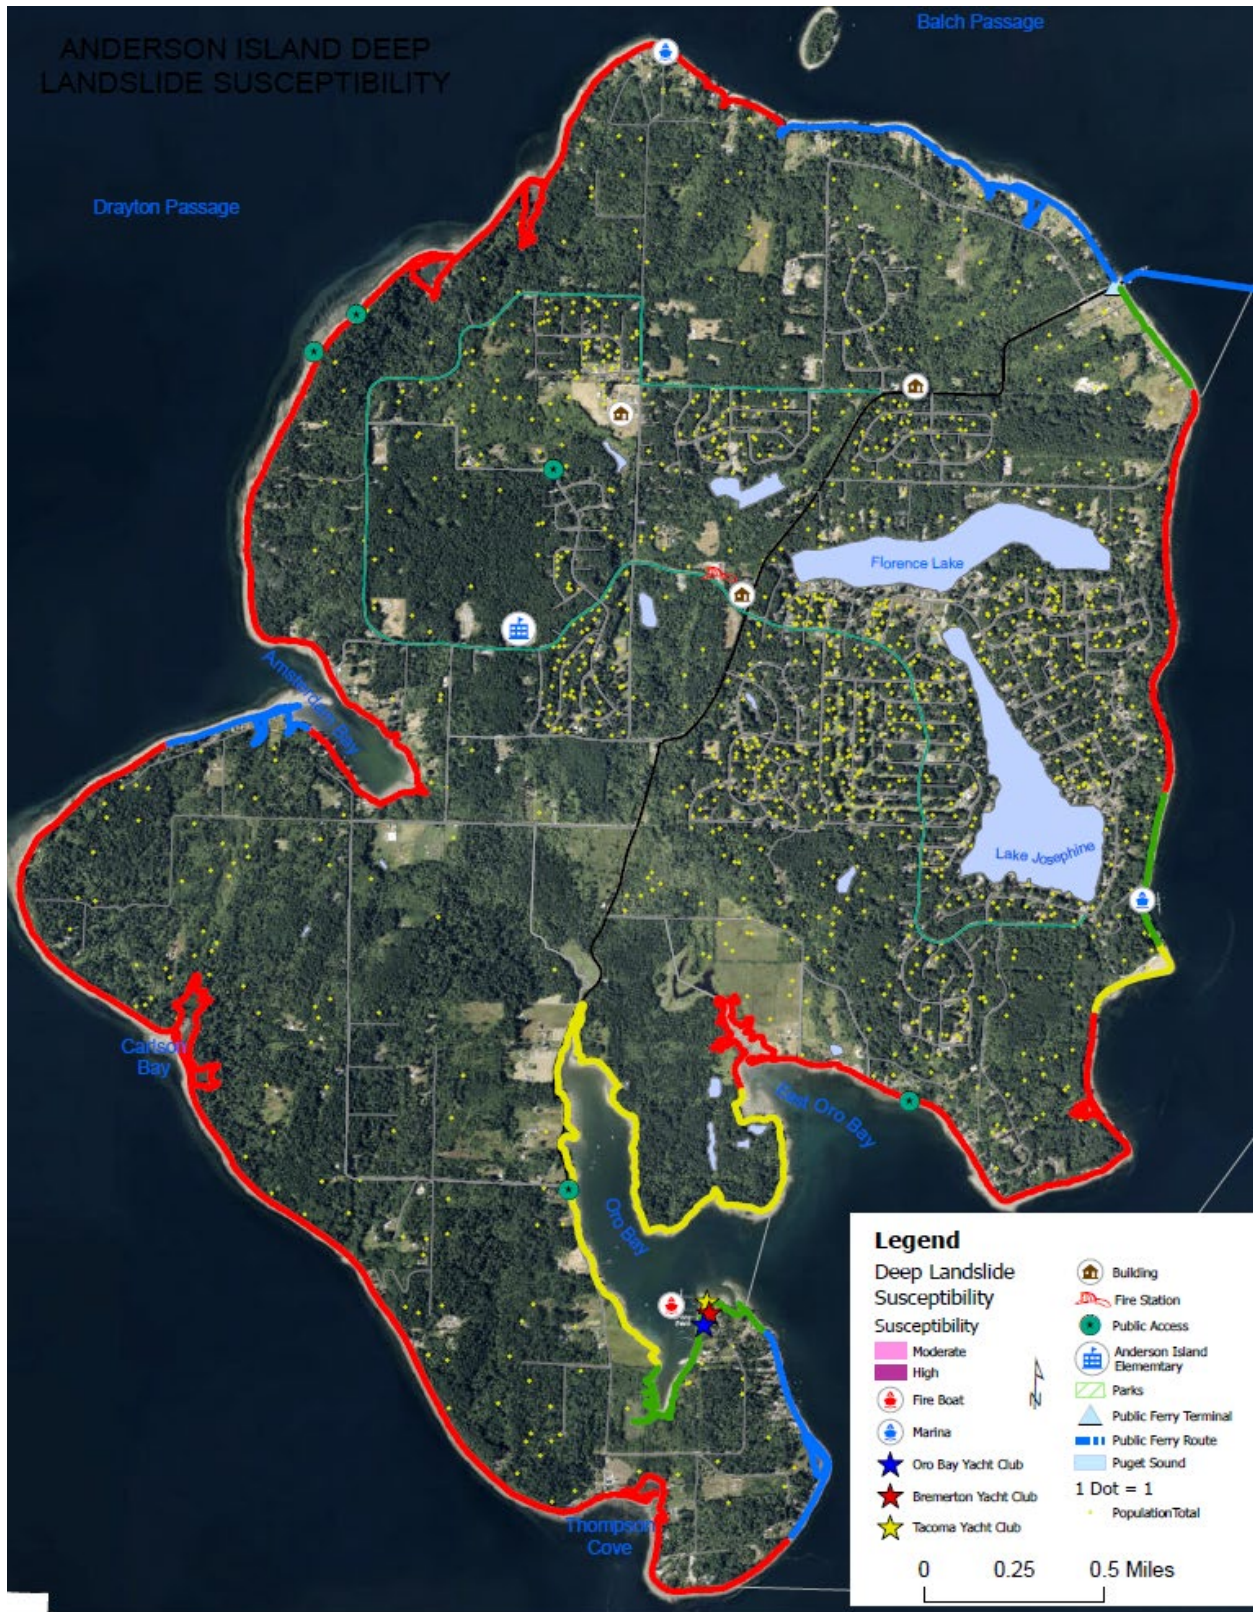 Balch Passage
ANDERSON ISLAND DEEP
LANDSLIDE SUSCEPTIBILITY
Drayton Passage
Florence Lake
Amsterdam Bay
Lake Josephine
Carlson
Bay
East Oro Bay
Oro Bay
Thompson
Cove
Legend
Deep Landslide
Susceptibility
Susceptibility
Moderate
High
Fire Boat
Marina
Oro Bay Yacht Club
Bremerton Yacht Club
Tacoma Yacht Club
N
Building
Fire Station
Public Access
Anderson Island
Elementary
Parks
Public Ferry Terminal
Public Ferry Route
Puget Sound
1 Dot = 1
PopulationTotal
0 0.25 0.5 Miles